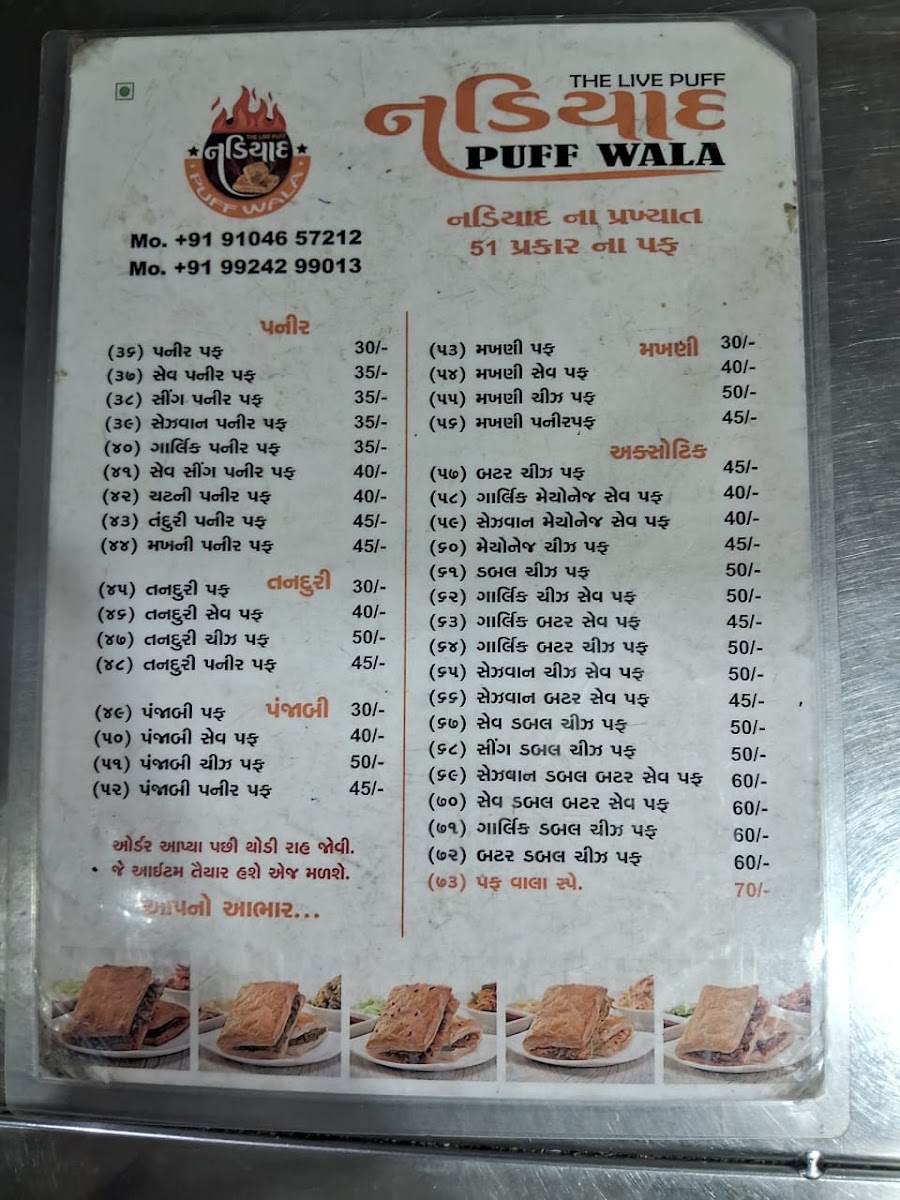 THE LIVE PUFF
નડિયાદ
PUFF WALA
THE LIVE PUFF
નડિયાદ
PUFF WALA
Mo. +91 91046 57212
Mo. +91 99242 99013
નડિયાદ ના પ્રખ્યાત
51 પ્રકાર ના પફ
પનીર
(૩૬) પનીર પફ 30/-
(૩૭) સેવ પનીર પફ 35/-
(૩૮) સીંગ પનીર પફ 35/-
(૩૯) સેઝવાન પનીર પફ 35/-
(૪૦) ગાર્લિક પનીર પફ 35/-
(૪૧) સેવ સીંગ પનીર પફ 40/-
(૪૨) ચટની પનીર પફ 40/-
(૪૩) તંદુરી પનીર પફ 45/-
(૪૪) મખની પનીર પફ 45/-
તનદુરી
(૪૫) તનદુરી પફ 30/-
(૪૬) તનદુરી સેવ પફ 40/-
(૪૭) તનદુરી ચીઝ પફ 50/-
(૪૮) તનદુરી પનીર પફ 45/-
પંજાબી
(૪૯) પંજાબી પફ 30/-
(૫૦) પંજાબી સેવ પફ 40/-
(૫૧) પંજાબી ચીઝ પફ 50/-
(૫૨) પંજાબી પનીર પફ 45/-
ઓર્ડર આપ્યા પછી થોડી રાહ જોવી.
• જે આઈટમ તૈયાર હશે એજ મળશે.
આપનો આભાર...
મખણી
(૫૩) મખણી પફ 30/-
(૫૪) મખણી સેવ પફ 40/-
(૫૫) મખણી ચીઝ પફ 50/-
(૫૬) મખણી પનીરપફ 45/-
અક્સોટિક
(૫૭) બટર ચીઝ પફ 45/-
(૫૮) ગાર્લિક મેયોનેજ સેવ પફ 40/-
(૫૯) સેઝવાન મેયોનેજ સેવ પફ 40/-
(૬૦) મેયોનેજ ચીઝ પફ 45/-
(૬૧) ડબલ ચીઝ પફ 50/-
(૬૨) ગાર્લિક ચીઝ સેવ પફ 50/-
(૬૩) ગાર્લિક બટર સેવ પફ 45/-
(૬૪) ગાર્લિક બટર ચીઝ પફ 50/-
(૬૫) સેઝવાન ચીઝ સેવ પફ 50/-
(૬૬) સેઝવાન બટર સેવ પફ 45/-
(૬૭) સેવ ડબલ ચીઝ પફ 50/-
(૬૮) સીંગ ડબલ ચીઝ પફ 50/-
(૬૯) સેઝવાન ડબલ બટર સેવ પફ 60/-
(૭૦) સેવ ડબલ બટર સેવ પફ 60/-
(૭૧) ગાર્લિક ડબલ ચીઝ પફ 60/-
(૭૨) બટર ડબલ ચીઝ પફ 60/-
(૭૩) પફ વાલા સ્પે. 70/-